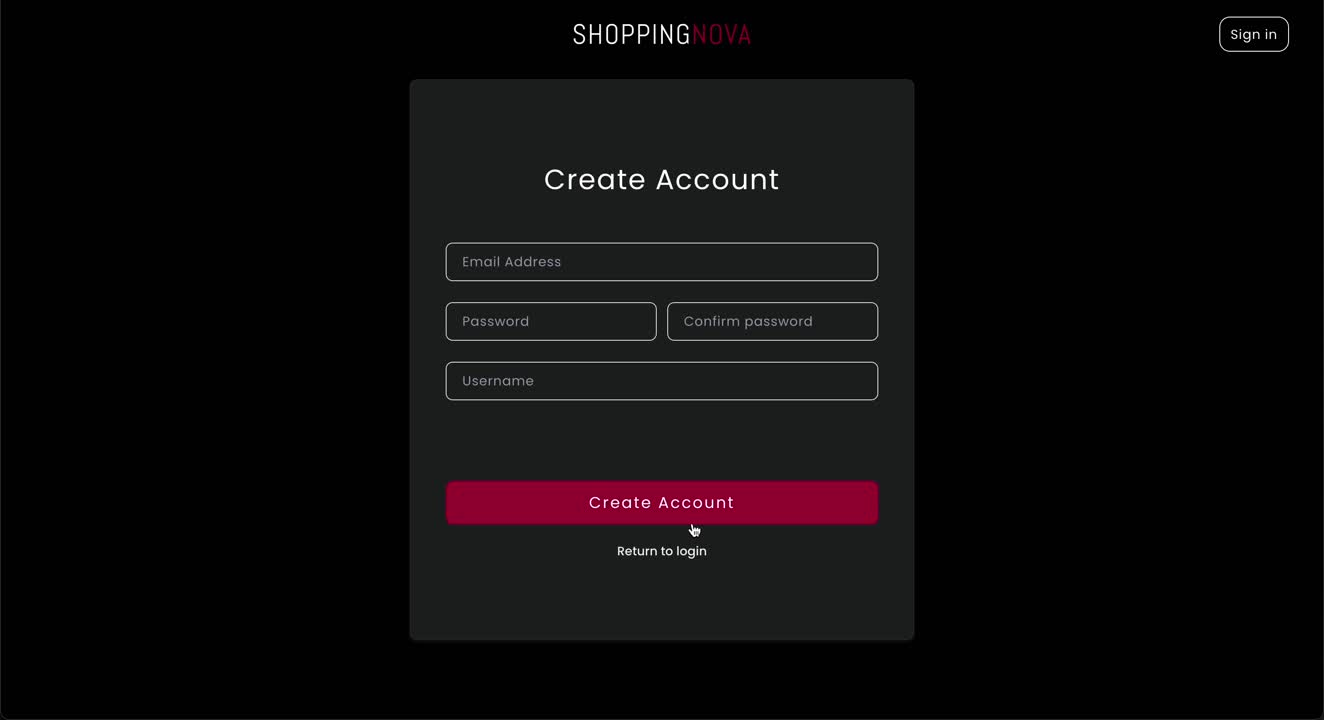 SHOPPINGNOVA
Sign in
Create Account
Email Address
Password
Confirm password
Username
Create Account
Return to login